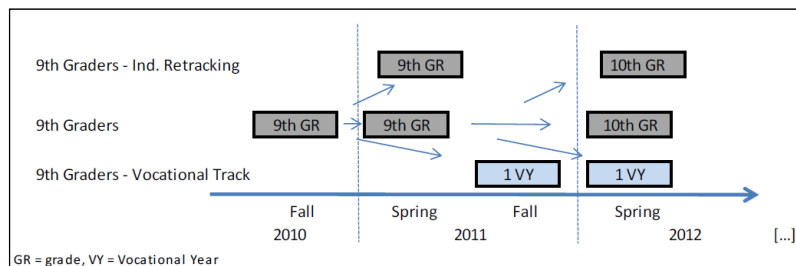 9th Graders - Ind. Retracking
9th GR
10th GR
9th Graders
9th GR
9th GR
10th GR
9th Graders - Vocational Track
1 VY
1 VY
Fall
Spring
Fall
Spring
2010
2011
2012
[...]
GR = grade, VY = Vocational Year